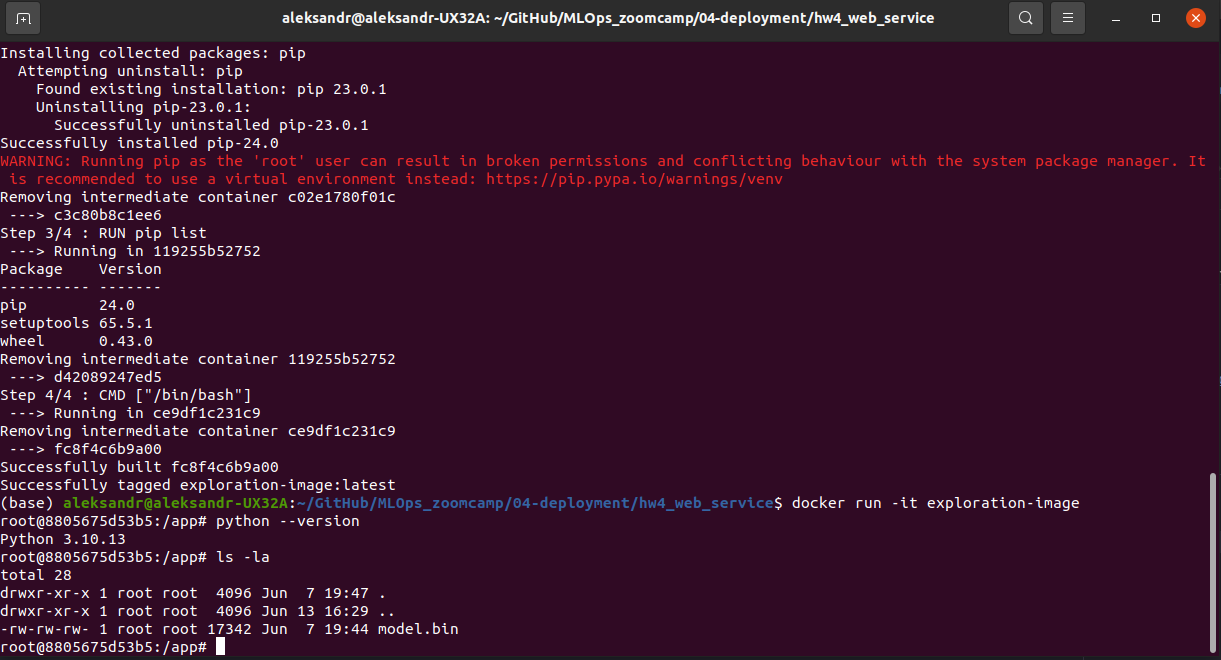 aleksandr@aleksandr-UX32A: ~/GitHub/MLOps_zoomcamp/04-deployment/hw4_web_service
Installing collected packages: pip
  Attempting uninstall: pip
    Found existing installation: pip 23.0.1
    Uninstalling pip-23.0.1:
      Successfully uninstalled pip-23.0.1
Successfully installed pip-24.0
WARNING: Running pip as the 'root' user can result in broken permissions and conflicting behaviour with the system package manager. It
 is recommended to use a virtual environment instead: https://pip.pypa.io/warnings/venv
Removing intermediate container c02e1780f01c
 ---> c3c80b8c1ee6
Step 3/4 : RUN pip list
 ---> Running in 119255b52752
Package    Version
---------- -------
pip        24.0
setuptools 65.5.1
wheel      0.43.0
Removing intermediate container 119255b52752
 ---> d42089247ed5
Step 4/4 : CMD ["/bin/bash"]
 ---> Running in ce9df1c231c9
Removing intermediate container ce9df1c231c9
 ---> fc8f4c6b9a00
Successfully built fc8f4c6b9a00
Successfully tagged exploration-image:latest
(base) aleksandr@aleksandr-UX32A:~/GitHub/MLOps_zoomcamp/04-deployment/hw4_web_service$ docker run -it exploration-image
root@8805675d53b5:/app# python --version
Python 3.10.13
root@8805675d53b5:/app# ls -la
total 28
drwxr-xr-x 1 root root  4096 Jun  7 19:47 .
drwxr-xr-x 1 root root  4096 Jun 13 16:29 ..
-rw-rw-rw- 1 root root 17342 Jun  7 19:44 model.bin
root@8805675d53b5:/app#